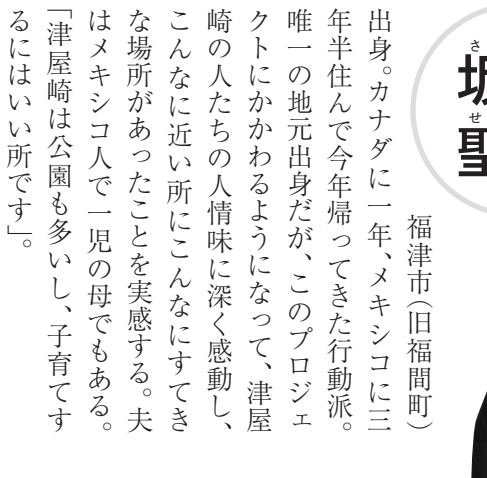 さ
せ
聖
福津市（旧福間町）
出身。カナダに一年、メキシコに三
年半住んで今年帰ってきた行動派。
唯一の地元出身だが、このプロジェ
クトにかかわるようになって、津屋
崎の人たちの人情味に深く感動し、
こんなに近い所にこんなにすてき
な場所があったことを実感する。夫
はメキシコ人で一児の母でもある。
「津屋崎は公園も多いし、子育てす
るにはいい所です」。